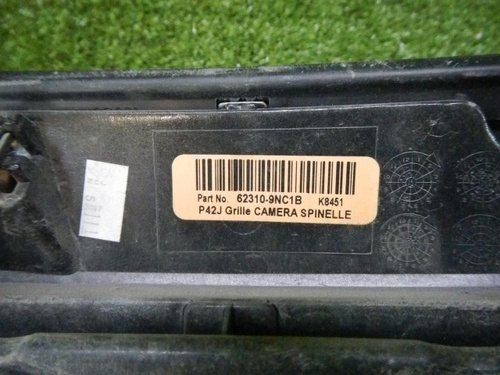 Part No. 62310-9NC1B K8451
P42J Grille CAMERA SPINELLE